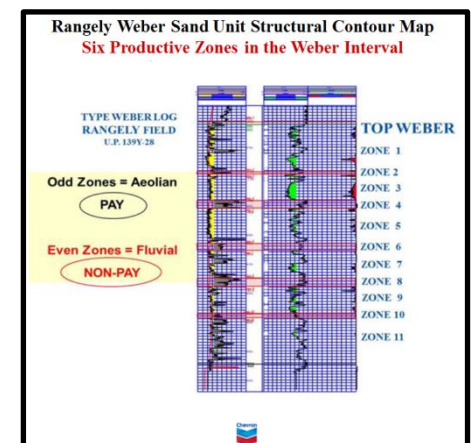 Rangely Weber Sand Unit Structural Contour Map
Six Productive Zones in the Weber Interval
TYPE WEBER LOG
RANGELY FIELD
U.P. 139Y-28
Odd Zones = Aeolian
PAY
Even Zones = Fluvial
NON-PAY
TOP WEBER
ZONE 1
ZONE 2
ZONE 3
ZONE 4
ZONE 5
ZONE 6
ZONE 7
ZONE 8
ZONE 9
ZONE 10
ZONE 11
Chevron